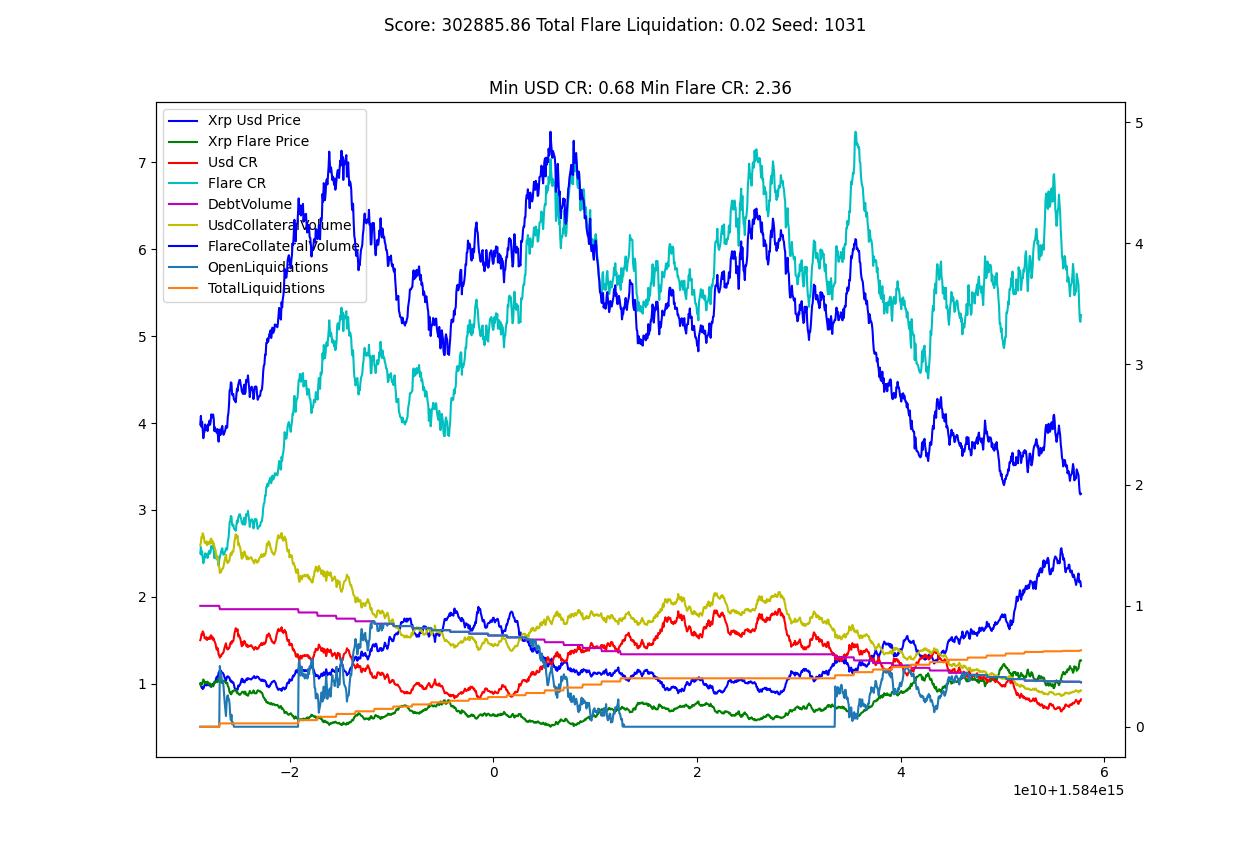 Score: 302885.86 Total Flare Liquidation: 0.02 Seed: 1031
Min USD CR: 0.68 Min Flare CR: 2.36
Xrp Usd Price
Xrp Flare Price
Usd CR
Flare CR
DebtVolume
UsdCollateralVolume
FlareCollateralVolume
OpenLiquidations
TotalLiquidations
7
6
5
4
3
2
1
5
4
3
2
1
0
−2
0
2
4
6
1e10+1.584e15